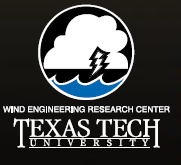 WIND ENGINEERING RESEARCH CENTER
TEXAS TECH
UNIVERSITY